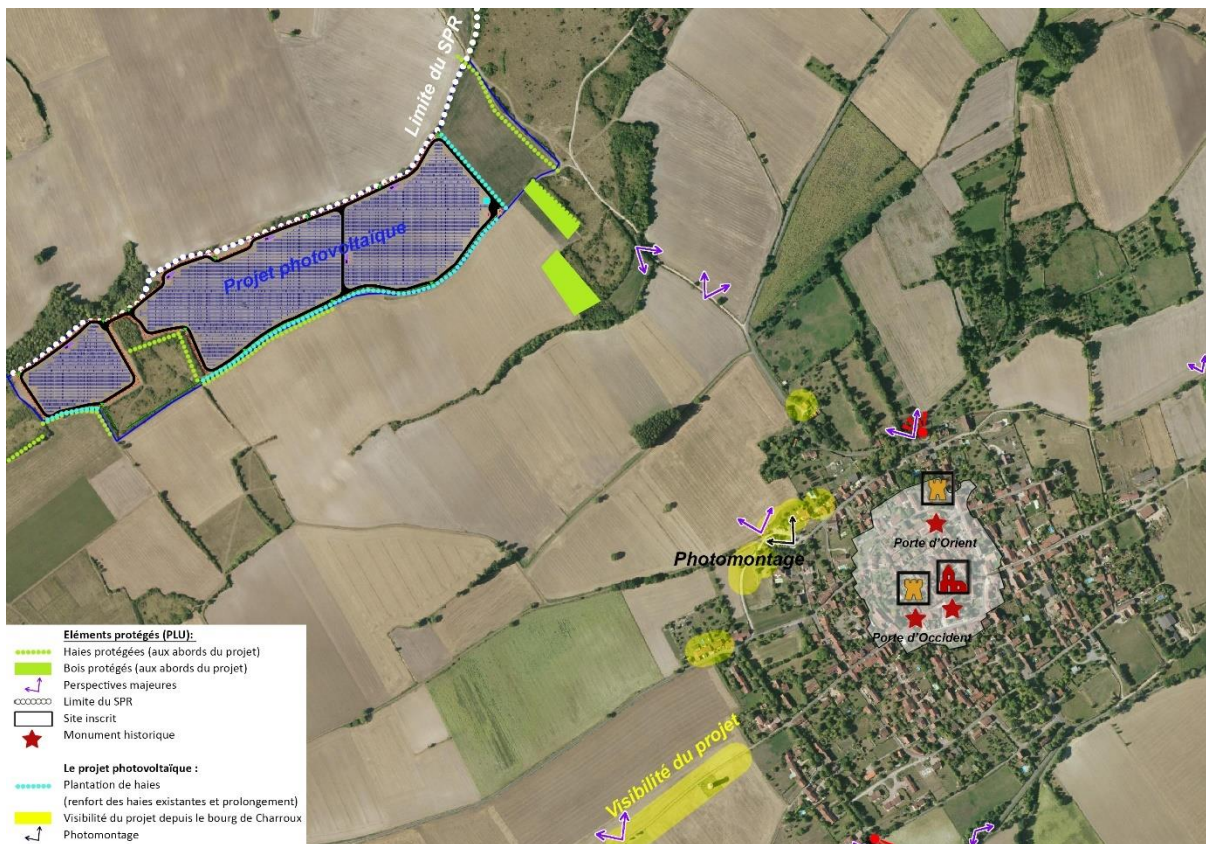 Limite du SPR
Projet photovoltaïque
Photomontage
Porte d'Orient
Porte d'Occident
Visibilité du projet
Eléments protégés (PLU):
Haies protégées (aux abords du projet)
Bois protégés (aux abords du projet)
Perspectives majeures
Limite du SPR
Site inscrit
Monument historique
Le projet photovoltaïque :
Plantation de haies
(renfort des haies existantes et prolongement)
Visibilité du projet depuis le bourg de Charroux
Photomontage